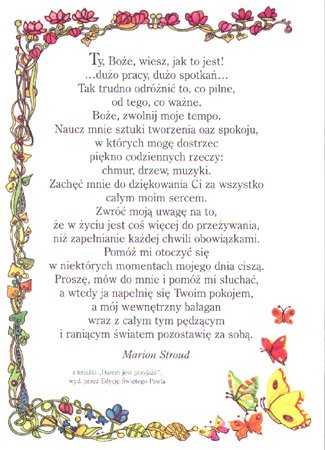 Ty, Boże, wiesz, jak to jest!
...dużo pracy, dużo spotkań...
Tak trudno odróżnić to, co pilne,
od tego, co ważne.
Boże, zwolnij moje tempo.
Naucz mnie sztuki tworzenia oaz spokoju,
w których mogę dostrzec
piękno codziennych rzeczy:
chmur, drzew, muzyki.
Zachęć mnie do dziękowania Ci za wszystko
całym moim sercem.
Zwróć moją uwagę na to,
że w życiu jest coś więcej do przeżywania,
niż zapełnianie każdej chwili obowiązkami.
Pomóż mi otoczyć się
w niektórych momentach mojego dnia ciszą.
Proszę, mów do mnie i pomóż mi słuchać,
a wtedy ja napełnię się Twoim pokojem,
a mój wewnętrzny bałagan
wraz z całym tym pędzącym
i raniącym światem pozostawię za sobą.
Marion Stroud
z książki „Darem jest przyjaźń",
wyd. przez Edycję Świętego Pawła